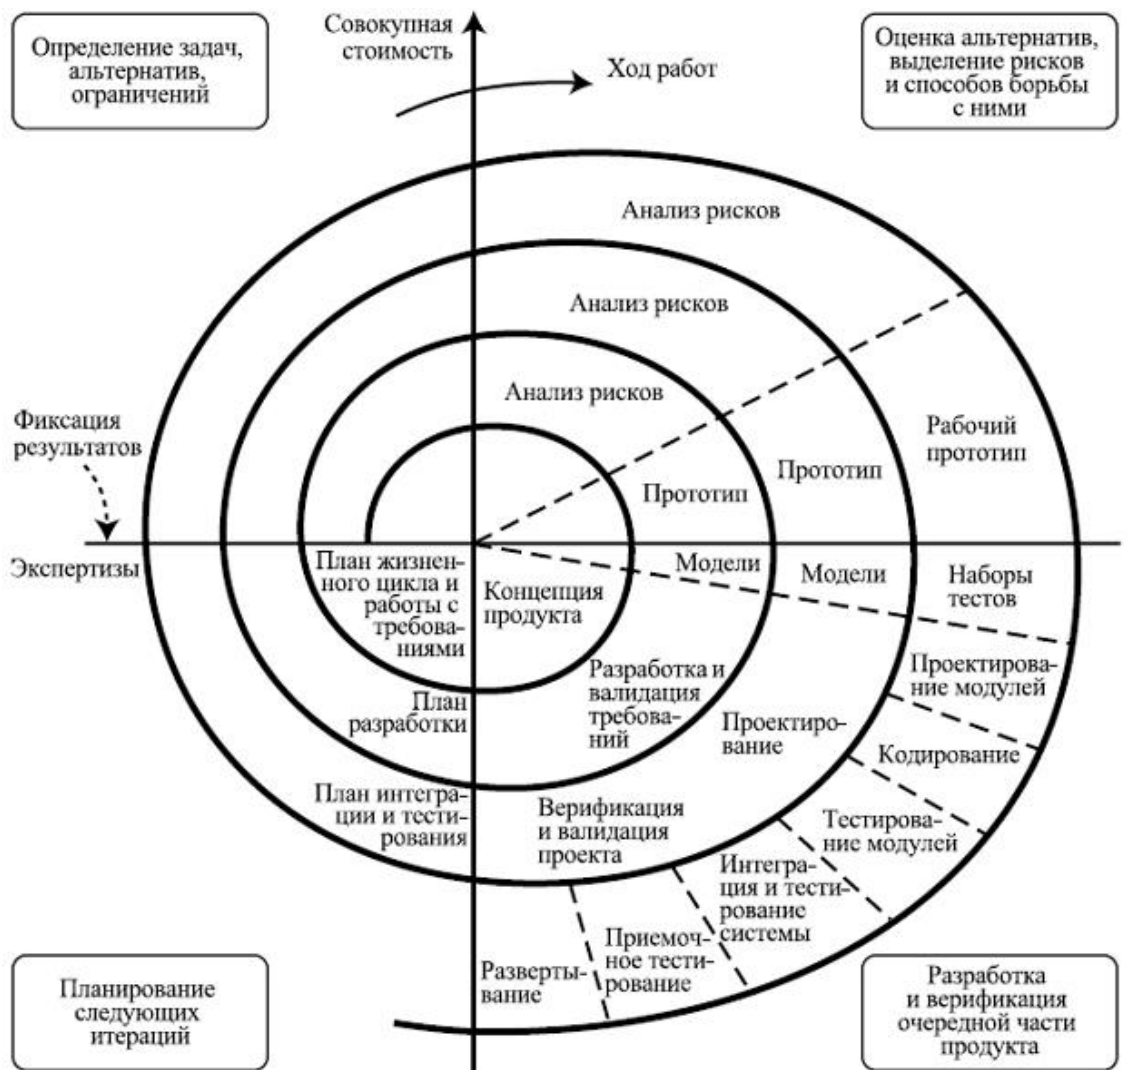 Определение задач,
альтернатив,
ограничений
Совокупная
стоимость
Ход работ
Оценка альтернатив,
выделение рисков
и способов борьбы
с ними
Анализ рисков
Анализ рисков
Анализ рисков
Фиксация
результатов
Рабочий
прототип
Прототип
Прототип
Экспертизы
План жизнен-
ного цикла и
работы с
требова-
ниями
Концепция
продукта
Модели
Модели
Наборы
тестов
Разработка и
валидация
требова-
ний
Проектирова-
ние модулей
План
разработки
Проектиро-
вание
Кодирование
План интегра-
ции и тести-
рования
Верификация
и валидация
проекта
Тестирова-
ние модулей
Интегра-
ция и тести-
рование
системы
Приемоч-
ное тести-
рование
Разверты-
вание
Планирование
следующих
итераций
Разработка
и верификация
очередной части
продукта